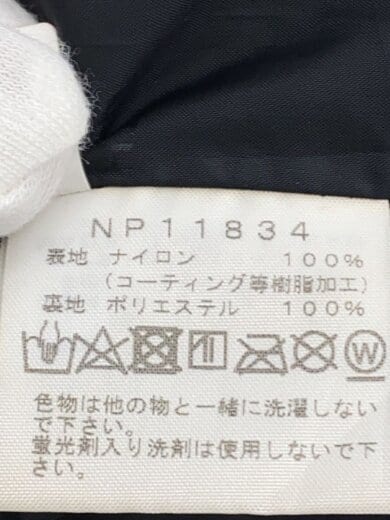 NP11834
表地 ナイロン 100%
(コーティング等樹脂加工)
裏地 ポリエステル 100%
W
色物は他の物と一緒に洗濯しない
で下さい。
蛍光剤入り洗剤は使用しないで下
さい。